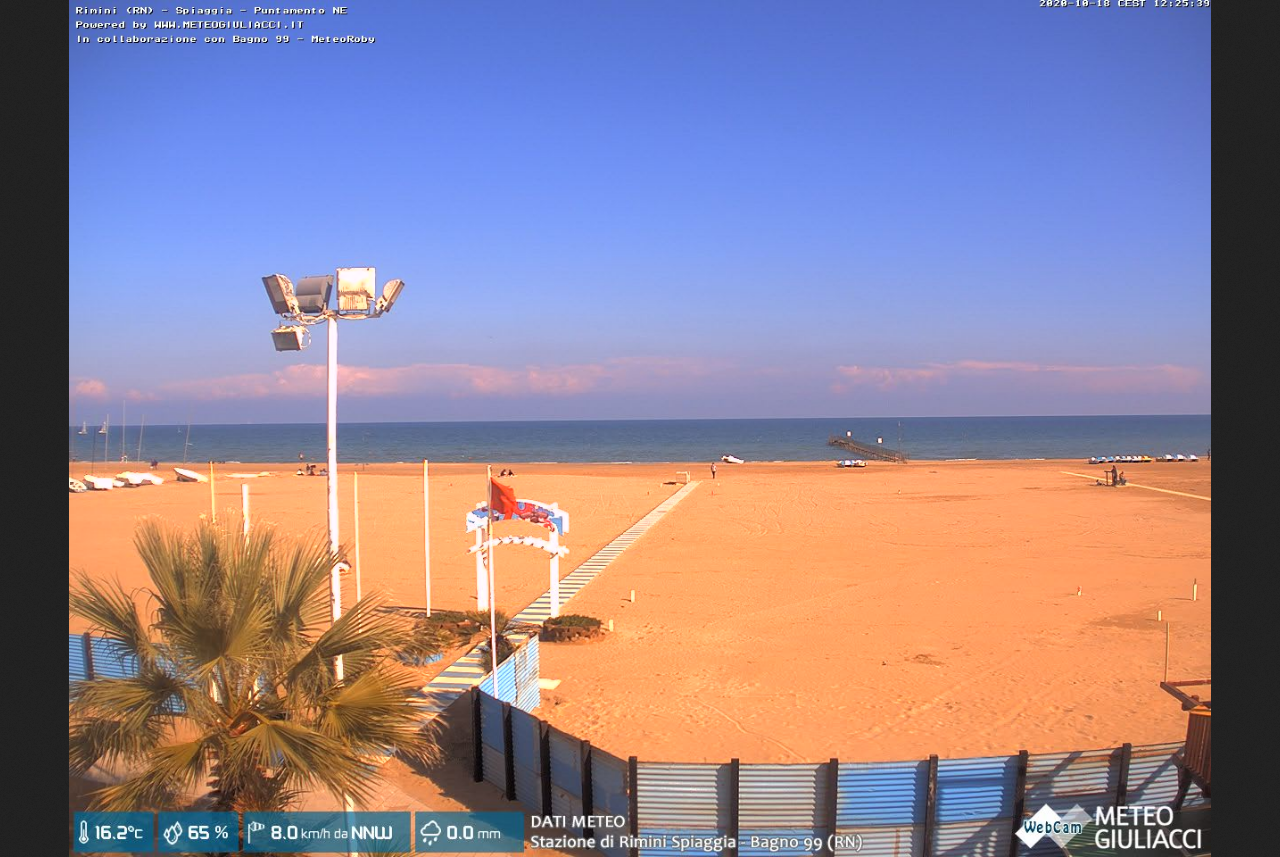 Rimini (RN) - Spiaggia - Puntamento NE
2020-10-18 CEST 12:25:39
Powered by WWW.METEOGIULIACCI.IT
In collaborazione con Bagno 99 - MeteoRoby
16.2°c 65 % 8.0 km/h da NNW 0.0 mm
DATI METEO
Stazione di Rimini Spiaggia - Bagno 99 (RN)
WebCam
METEO
GIULIACCI